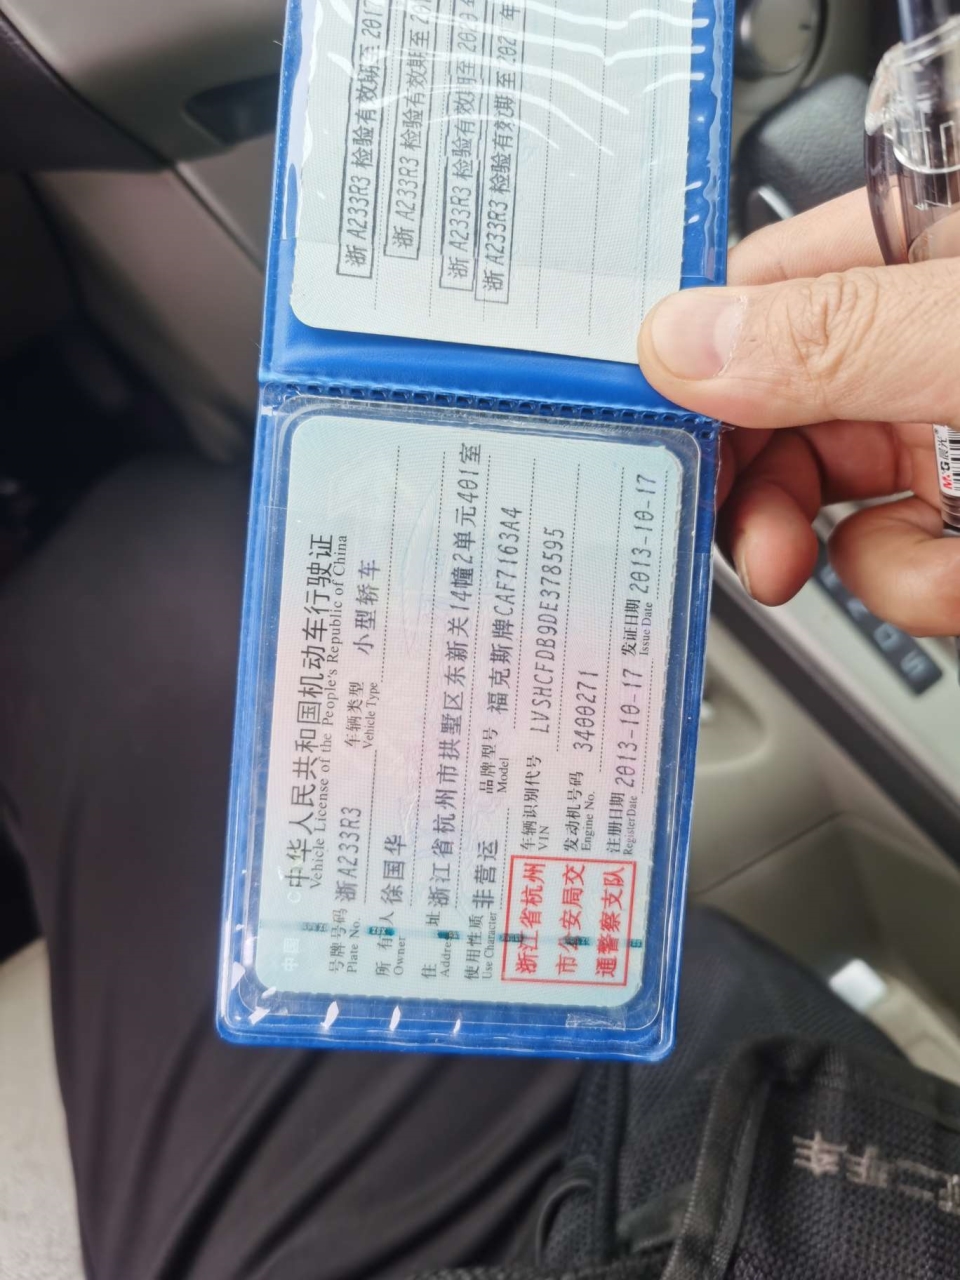 中华人民共和国机动车行驶证
Vehicle License of the People's Republic of China
号牌号码 浙A233R3 车辆类型 小型轿车
Plate No. Vehicle Type
所有人 徐国华
Owner
住址 浙江省杭州市拱墅区东新关14幢2单元401室
Address
使用性质 非营运 品牌型号 福克斯牌CAF7163A4
Use Character Model
车辆识别代号 LVSHCFDB9DE378595
VIN
发动机号码 3400271
Engine No.
注册日期 2013-10-17 发证日期 2013-10-17
Register Date Issue Date
浙江省杭州
市公安局交
通警察支队
浙A233R3 检验有效期至 2017
浙A233R3 检验有效期至
浙A233R3 检验有效期至
浙A233R3 检验有效期至 2021 年
M&G 晨光